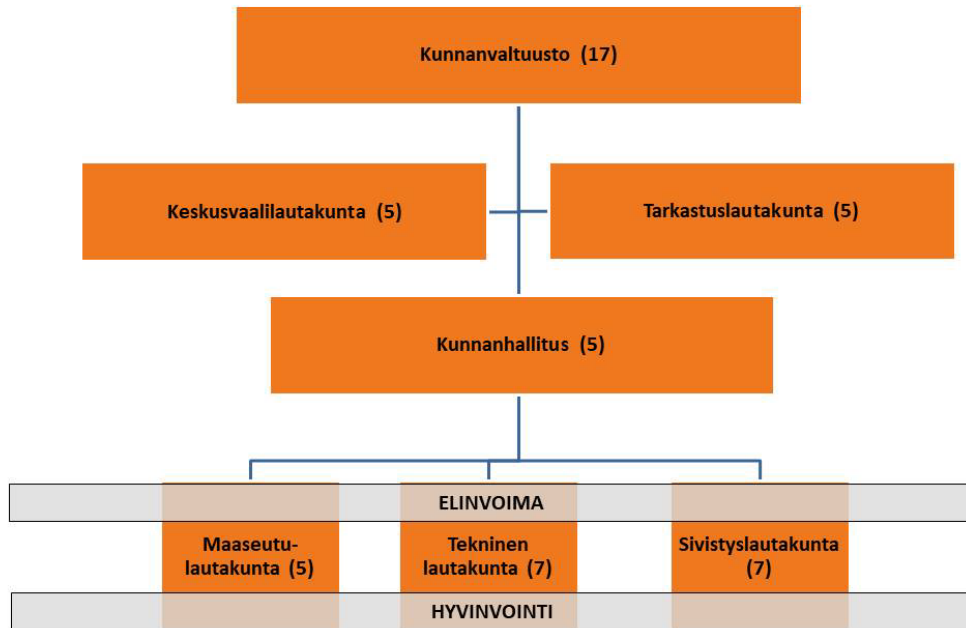 Kunnanvaltuusto (17)
Keskusvaalilautakunta (5)
Tarkastuslautakunta (5)
Kunnanhallitus (5)
ELINVOIMA
Maaseutu-
lautakunta (5)
Tekninen
lautakunta (7)
Sivistyslautakunta
(7)
HYVINVOINTI